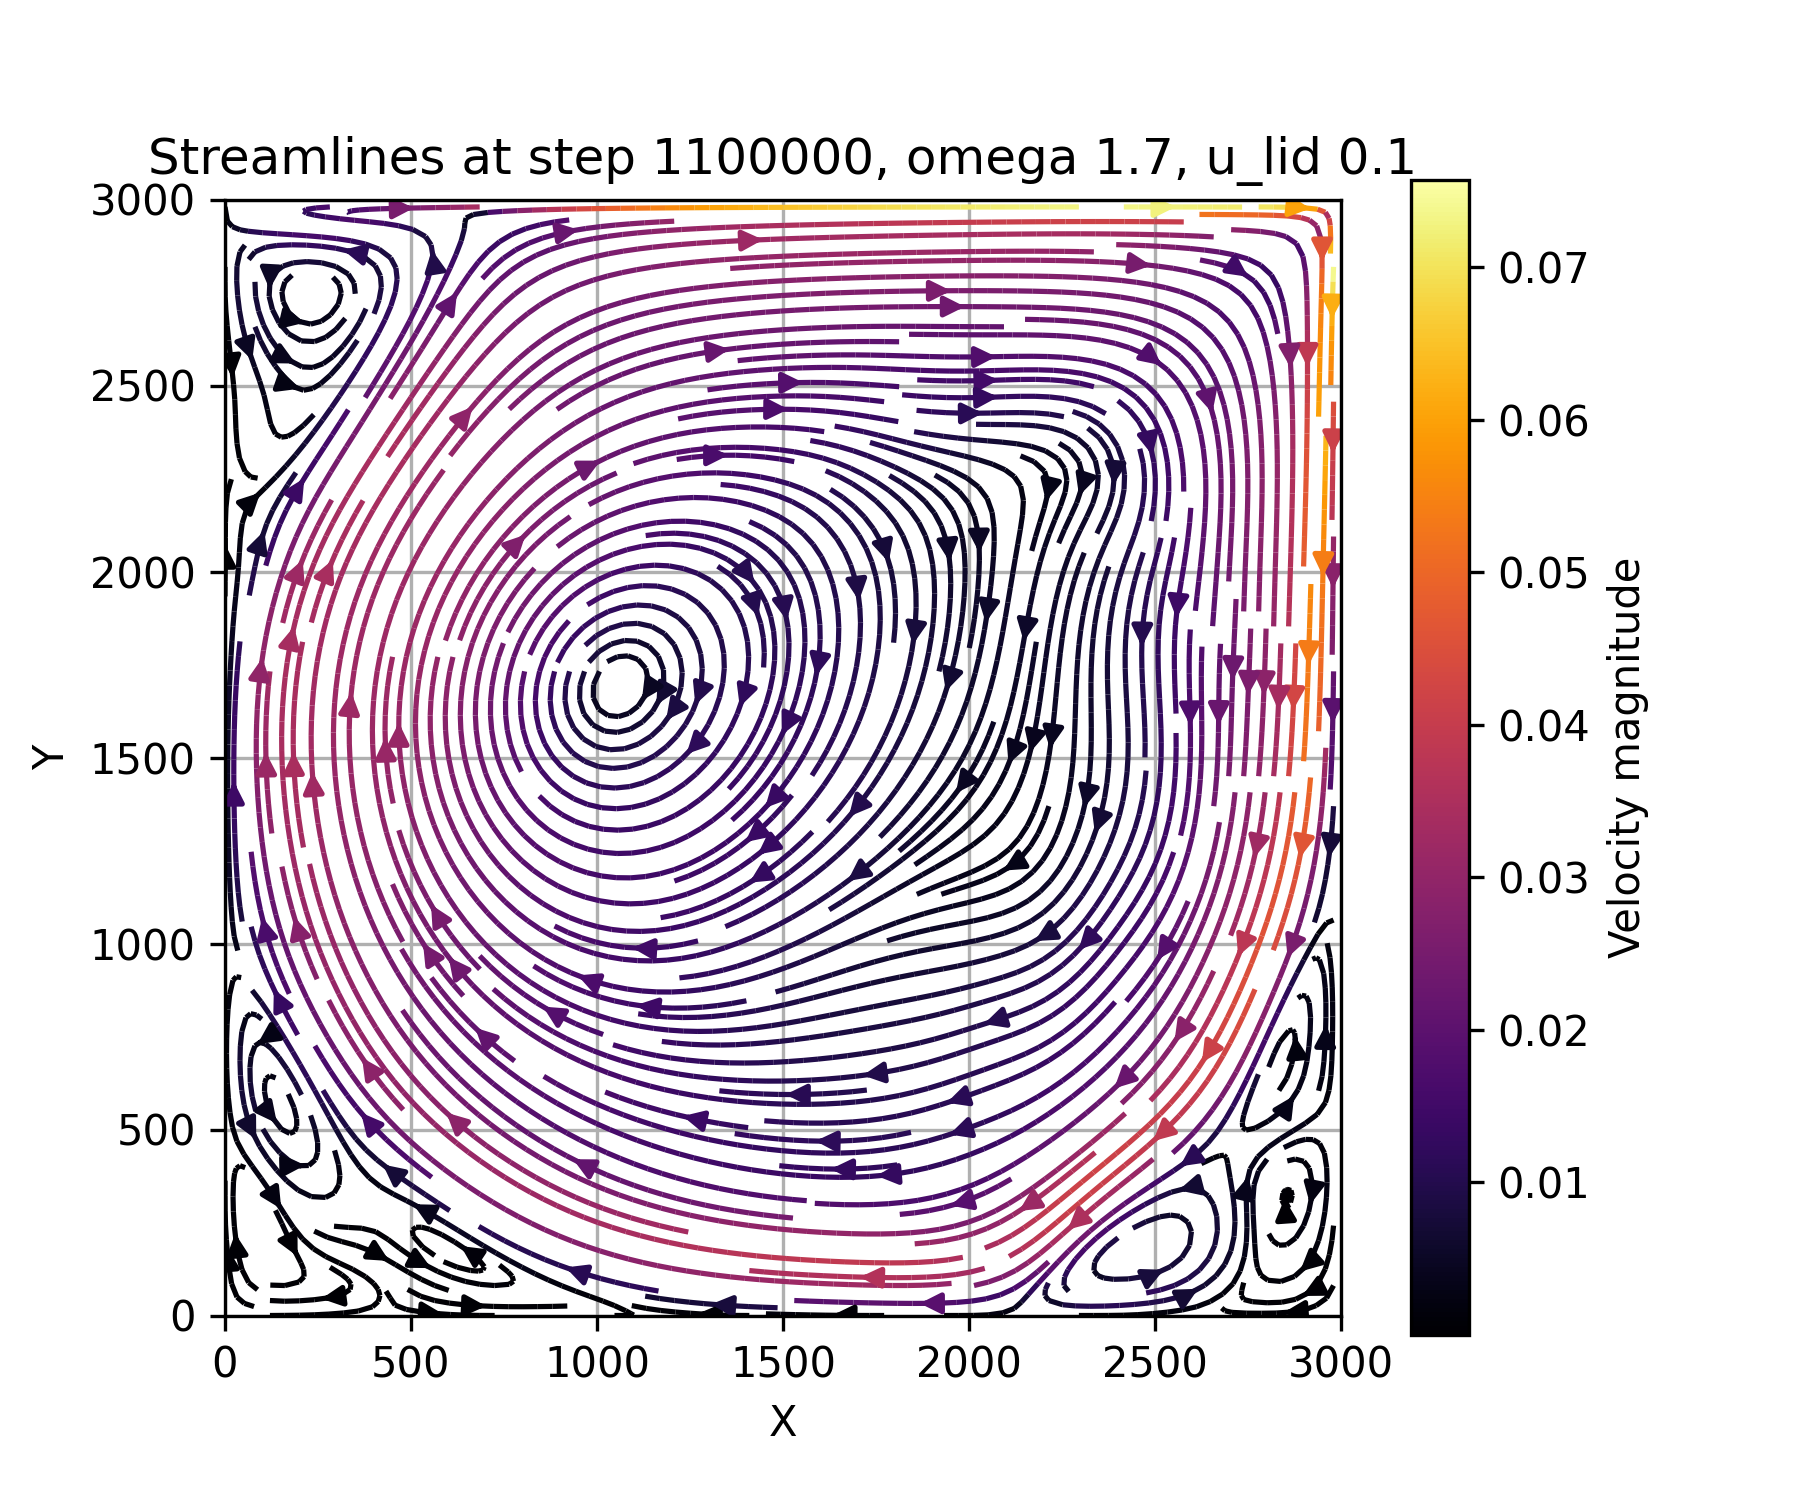 Streamlines at step 1100000, omega 1.7, u_lid 0.1
3000
2500
2000
1500
1000
500
0
Y
0 500 1000 1500 2000 2500 3000
X
0.07
0.06
0.05
0.04
0.03
0.02
0.01
Velocity magnitude